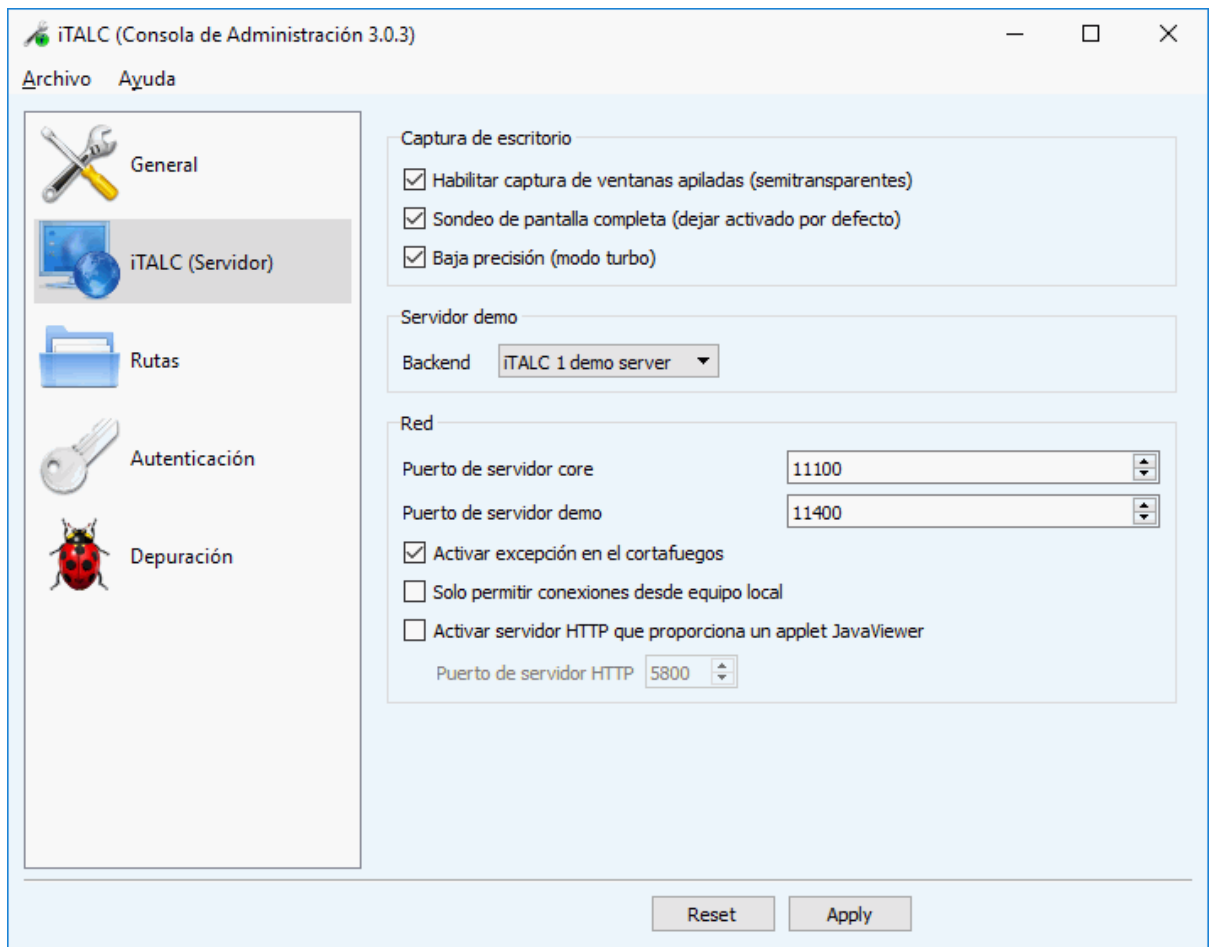 iTALC (Consola de Administración 3.0.3)
Archivo Ayuda
General
iTALC (Servidor)
Rutas
Autenticación
Depuración
Captura de escritorio
Habilitar captura de ventanas apiladas (semitransparentes)
Sondeo de pantalla completa (dejar activado por defecto)
Baja precisión (modo turbo)
Servidor demo
Backend iTALC 1 demo server
Red
Puerto de servidor core 11100
Puerto de servidor demo 11400
Activar excepción en el cortafuegos
Solo permitir conexiones desde equipo local
Activar servidor HTTP que proporciona un applet JavaViewer
Puerto de servidor HTTP 5800
Reset Apply